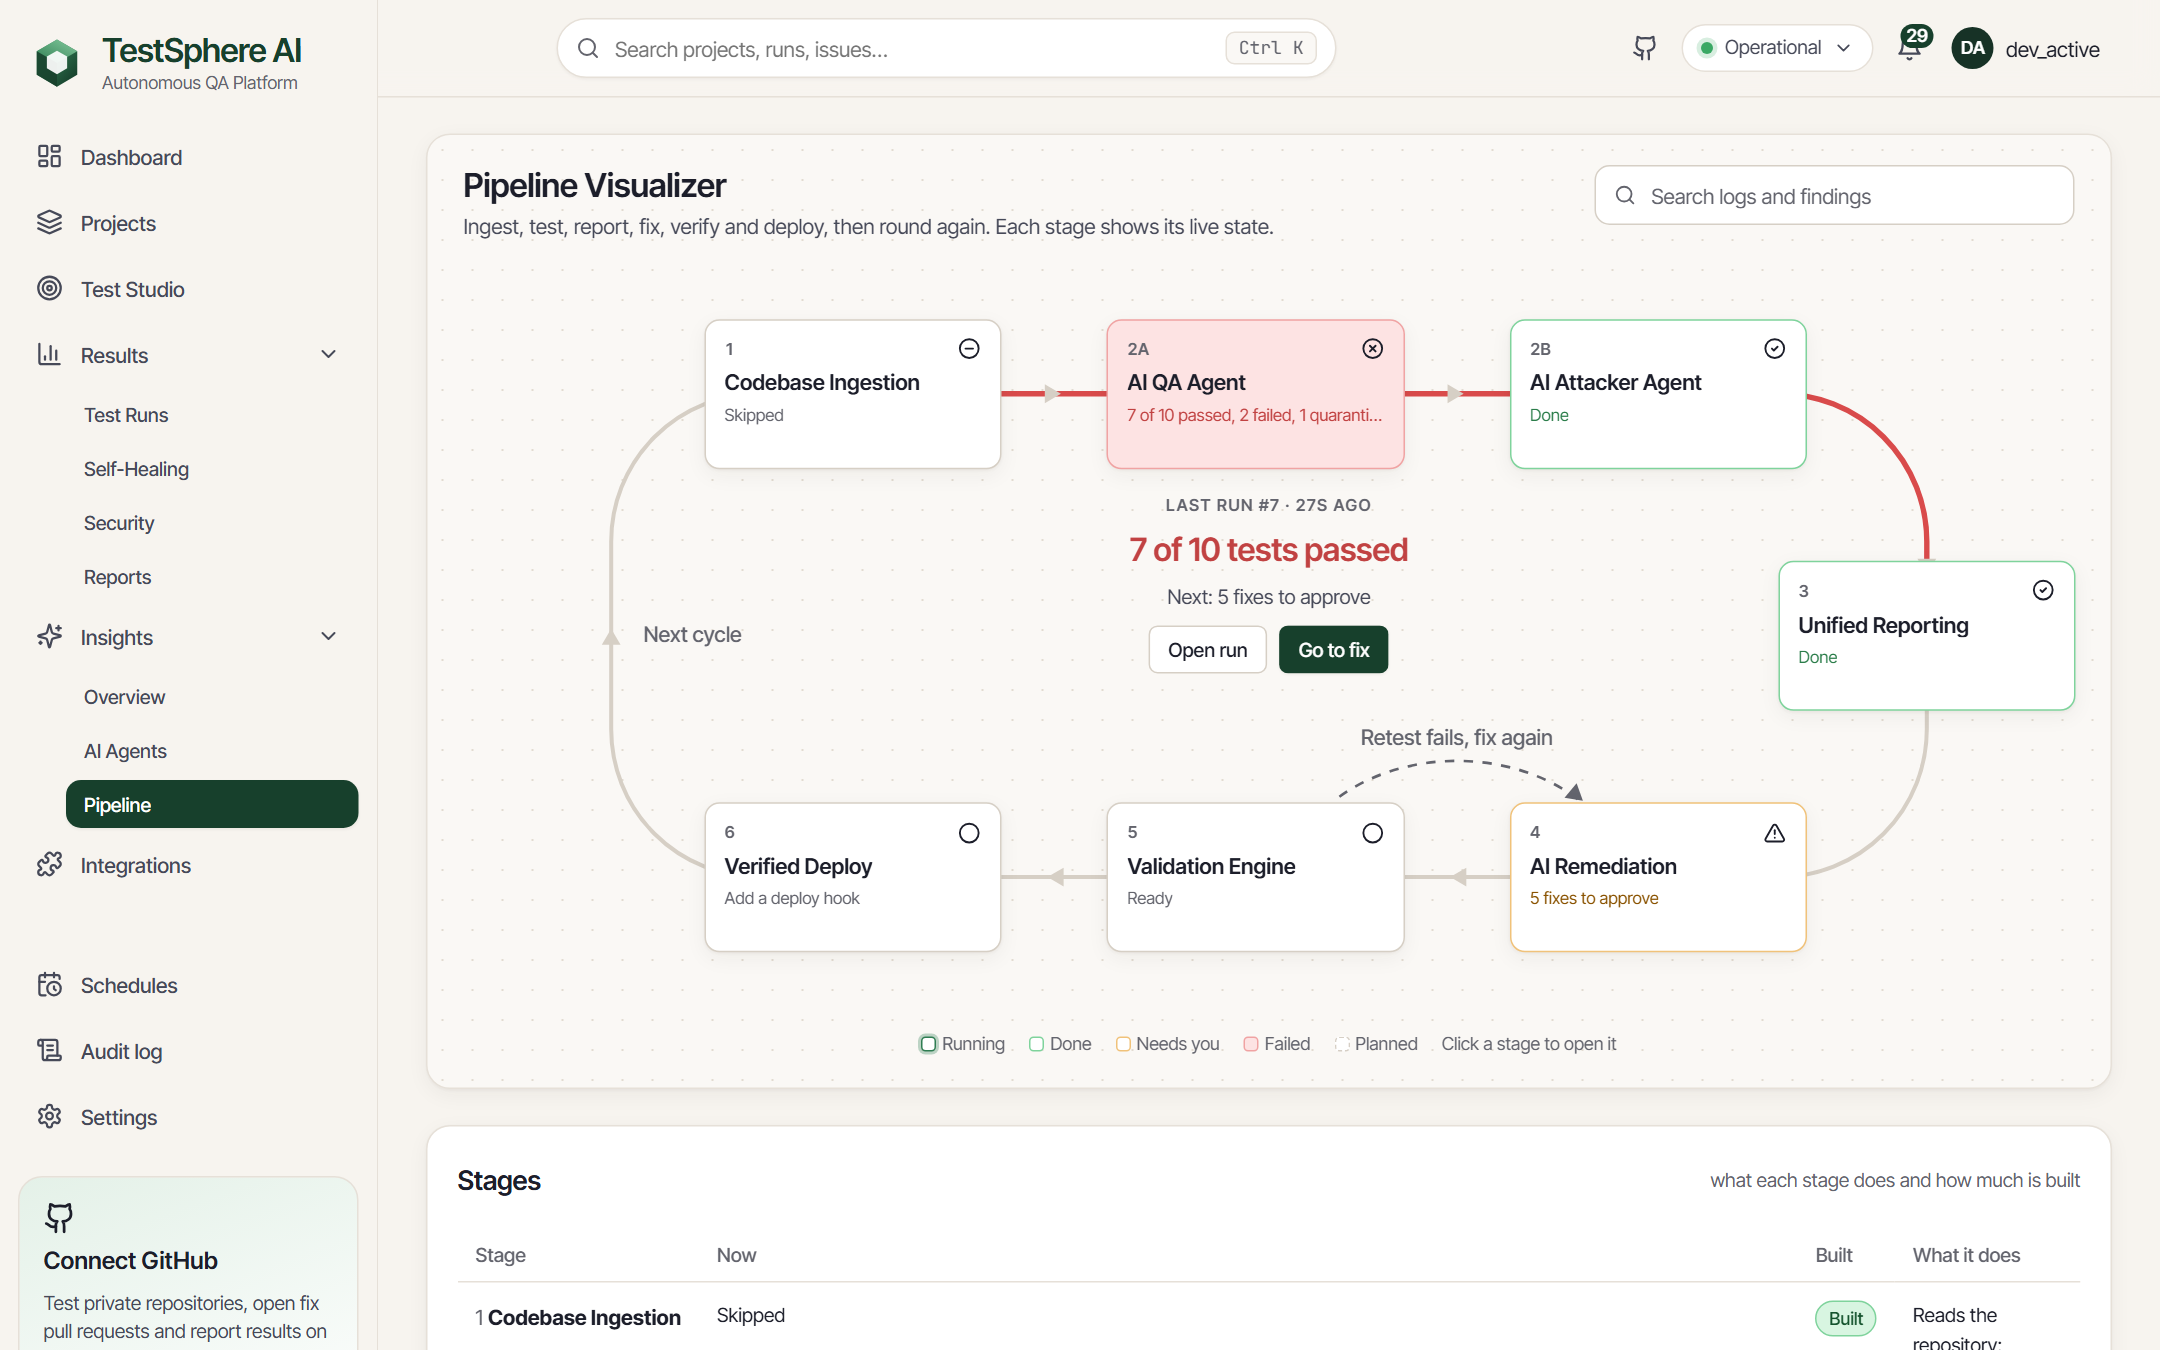 TestSphere AI
Autonomous QA Platform
Search projects, runs, issues...
Ctrl K
Operational
29
DA
dev_active
Dashboard
Projects
Test Studio
Results
Test Runs
Self-Healing
Security
Reports
Insights
Overview
AI Agents
Pipeline
Integrations
Schedules
Audit log
Settings
Connect GitHub
Test private repositories, open fix
pull requests and report results on
Pipeline Visualizer
Ingest, test, report, fix, verify and deploy, then round again. Each stage shows its live state.
Search logs and findings
1
Codebase Ingestion
Skipped
2A
AI QA Agent
7 of 10 passed, 2 failed, 1 quaranti...
2B
AI Attacker Agent
Done
LAST RUN #7 · 27S AGO
7 of 10 tests passed
Next: 5 fixes to approve
Open run
Go to fix
3
Unified Reporting
Done
Next cycle
Retest fails, fix again
6
Verified Deploy
Add a deploy hook
5
Validation Engine
Ready
4
AI Remediation
5 fixes to approve
Running
Done
Needs you
Failed
Planned
Click a stage to open it
Stages
what each stage does and how much is built
Stage
Now
Built
What it does
1 Codebase Ingestion
Skipped
Built
Reads the
repository: